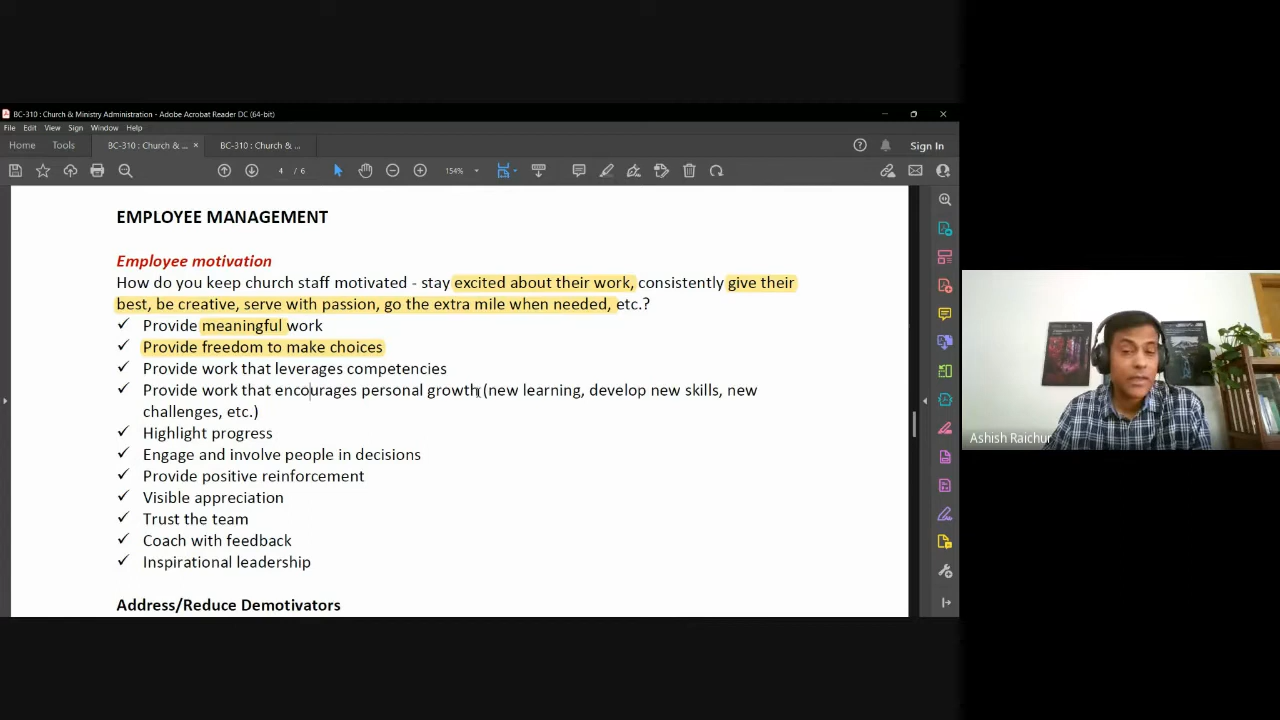 BC-310 : Church & Ministry Administration - Adobe Acrobat Reader DC (64-bit)
File Edit View Sign Window Help
Home Tools BC-310 : Church & ... × BC-310 : Church & ... Sign In
4 / 6 154%
EMPLOYEE MANAGEMENT
Employee motivation
How do you keep church staff motivated - stay excited about their work, consistently give their
best, be creative, serve with passion, go the extra mile when needed, etc.?
✓ Provide meaningful work
✓ Provide freedom to make choices
✓ Provide work that leverages competencies
✓ Provide work that encourages personal growth (new learning, develop new skills, new
challenges, etc.)
✓ Highlight progress
✓ Engage and involve people in decisions
✓ Provide positive reinforcement
✓ Visible appreciation
✓ Trust the team
✓ Coach with feedback
✓ Inspirational leadership
Address/Reduce Demotivators
Ashish Raichur